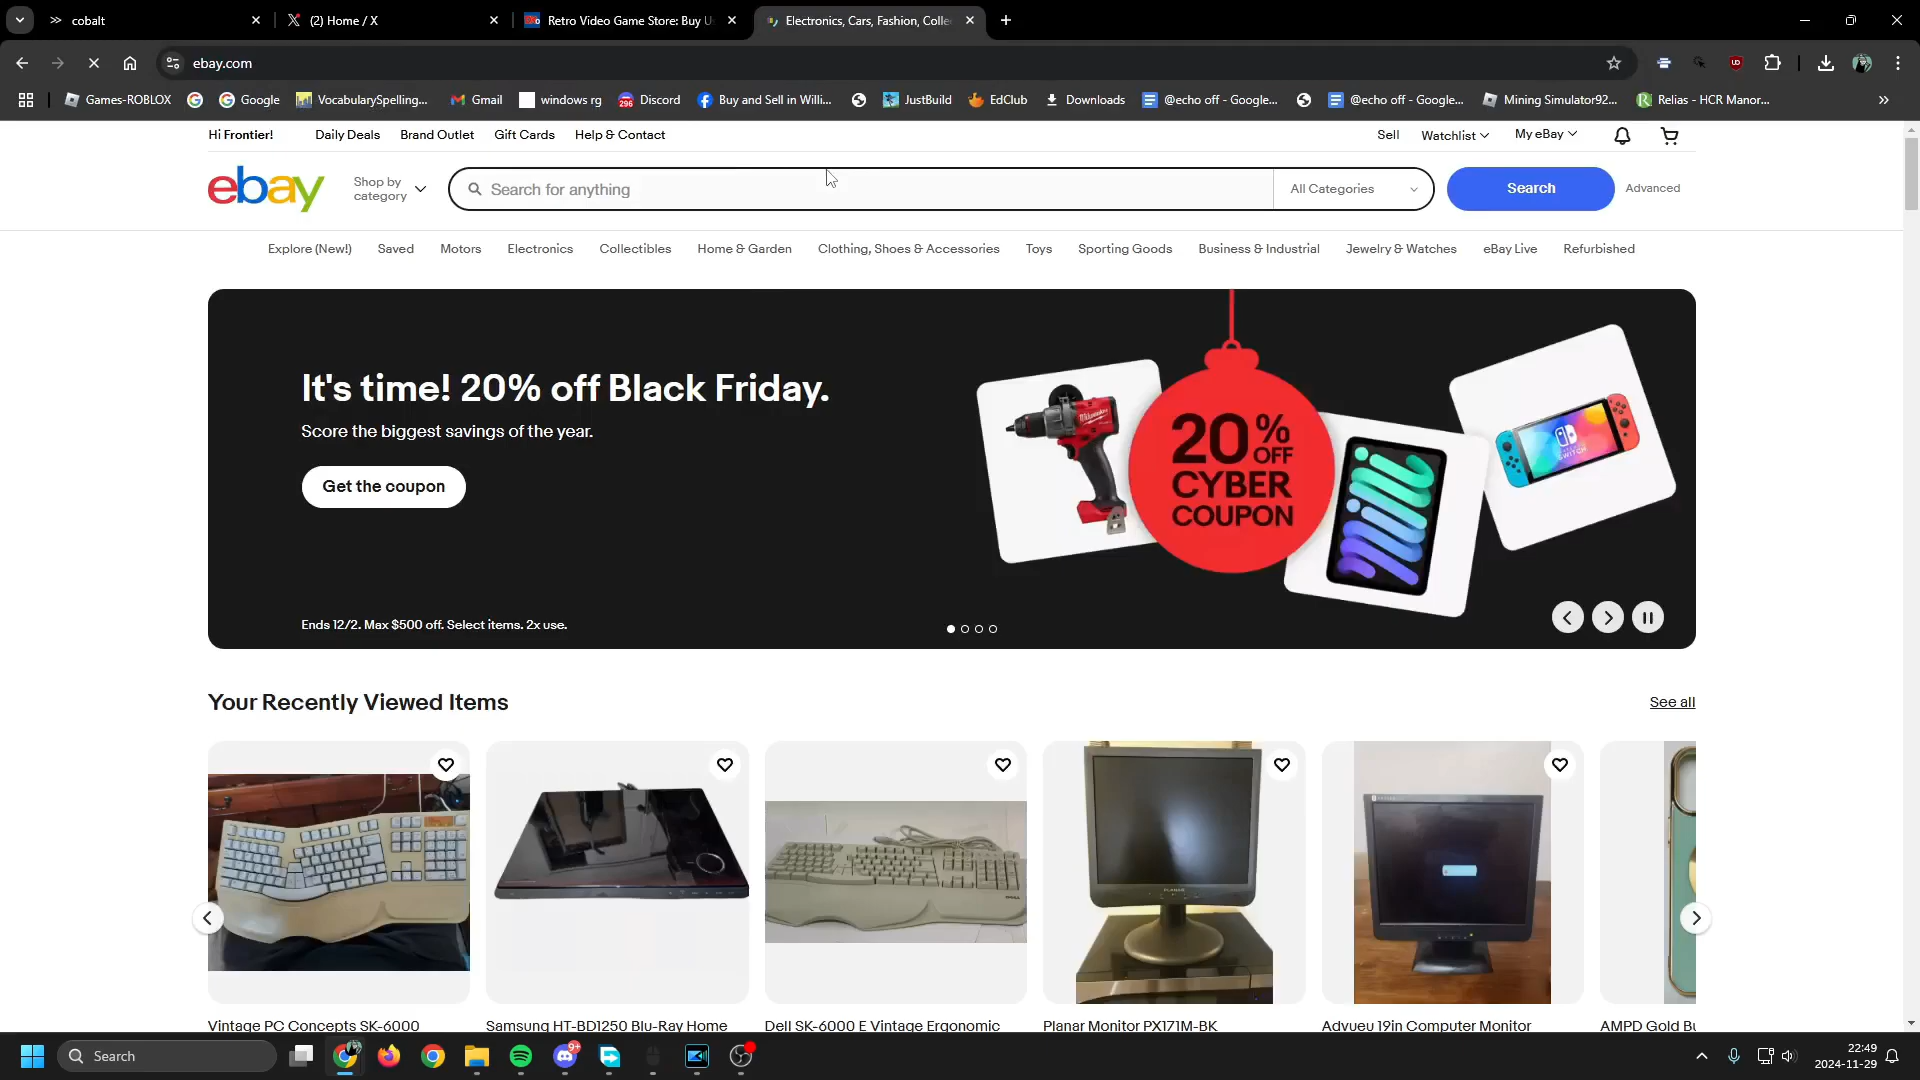 cobalt
(2) Home / X
Retro Video Game Store: Buy U
Electronics, Cars, Fashion, Colle
ebay.com
Games-ROBLOX
Google
VocabularySpelling...
Gmail
windows rg
Discord
Buy and Sell in Willi...
JustBuild
EdClub
Downloads
@echo off - Google...
@echo off - Google...
Mining Simulator92...
Relias - HCR Manor...
Hi Frontier!
Daily Deals
Brand Outlet
Gift Cards
Help & Contact
Sell
Watchlist
My eBay
ebay
Shop by
category
Search for anything
All Categories
Search
Advanced
Explore (New!)
Saved
Motors
Electronics
Collectibles
Home & Garden
Clothing, Shoes & Accessories
Toys
Sporting Goods
Business & Industrial
Jewelry & Watches
eBay Live
Refurbished
It's time! 20% off Black Friday.
Score the biggest savings of the year.
Get the coupon
20%
OFF
CYBER
COUPON
Ends 12/2. Max $500 off. Select items. 2x use.
Your Recently Viewed Items
See all
Vintage PC Concepts SK-6000
Samsung HT-BD1250 Blu-Ray Home
Dell SK-6000 E Vintage Ergonomic
Planar Monitor PX171M-BK
Advueu 19in Computer Monitor
AMPD Gold Bu
Search
9+
22:49
2024-11-29